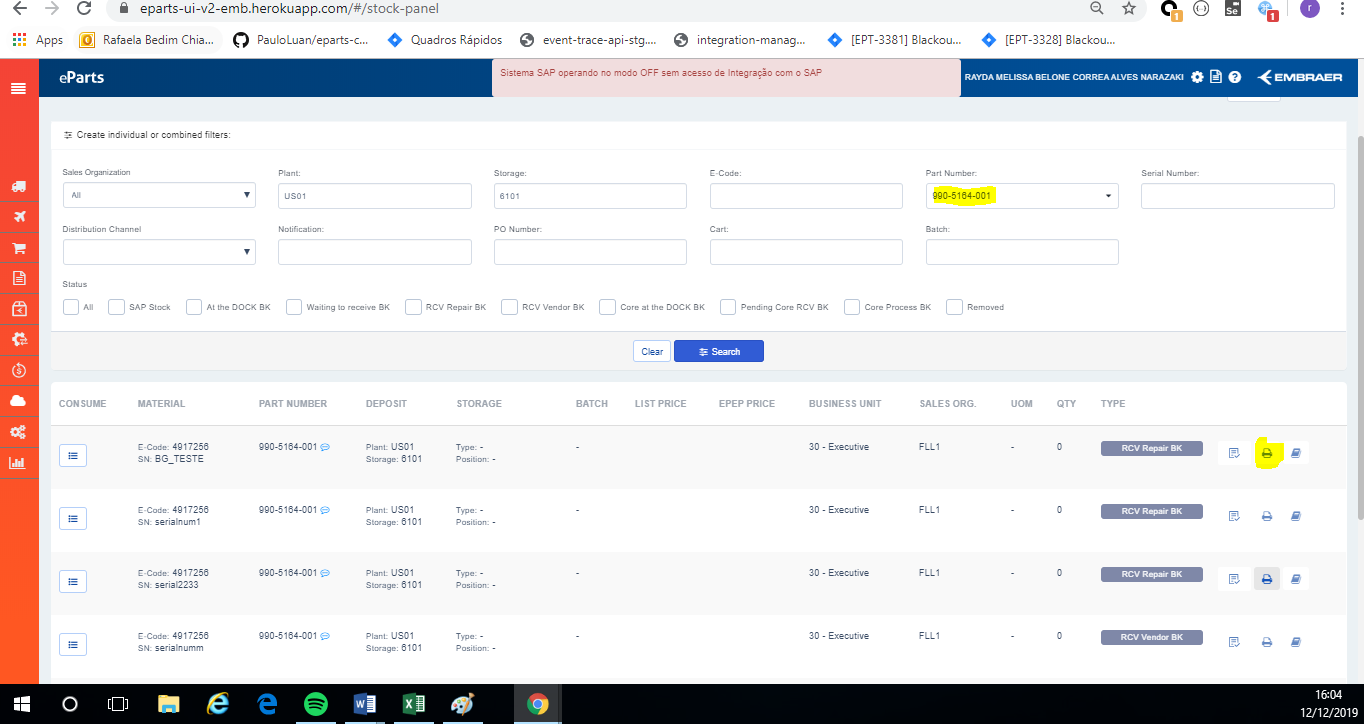 eparts-ui-v2-emb.herokuapp.com/#/stock-panel
1
Se
1
r
Apps
Rafaela Bedim Chia...
PauloLuan/eparts-c...
Quadros Rápidos
event-trace-api-stg....
integration-manag...
[EPT-3381] Blackou...
[EPT-3328] Blackou...
eParts
Sistema SAP operando no modo OFF sem acesso de Integração com o SAP
RAYDA MELISSA BELONE CORREA ALVES NARAZAKI
EMBRAER
Create individual or combined filters:
Sales Organization Plant: Storage: E-Code: Part Number: Serial Number:
All US01 6101 990-5164-001
Distribution Channel Notification: PO Number: Cart: Batch:
Status
All SAP Stock At the DOCK BK Waiting to receive BK RCV Repair BK RCV Vendor BK Core at the DOCK BK Pending Core RCV BK Core Process BK Removed
Clear Search
CONSUME MATERIAL PART NUMBER DEPOSIT STORAGE BATCH LIST PRICE EPEP PRICE BUSINESS UNIT SALES ORG. UOM QTY TYPE
E-Code: 4917256 990-5164-001 Plant: US01 Type: - - 30 - Executive FLL1 - 0 RCV Repair BK
SN: BG_TESTE Storage: 6101 Position: -
E-Code: 4917256 990-5164-001 Plant: US01 Type: - - 30 - Executive FLL1 - 0 RCV Repair BK
SN: serialnum1 Storage: 6101 Position: -
E-Code: 4917256 990-5164-001 Plant: US01 Type: - - 30 - Executive FLL1 - 0 RCV Repair BK
SN: serial2233 Storage: 6101 Position: -
E-Code: 4917256 990-5164-001 Plant: US01 Type: - - 30 - Executive FLL1 - 0 RCV Vendor BK
SN: serialnumm Storage: 6101 Position: -
16:04
12/12/2019